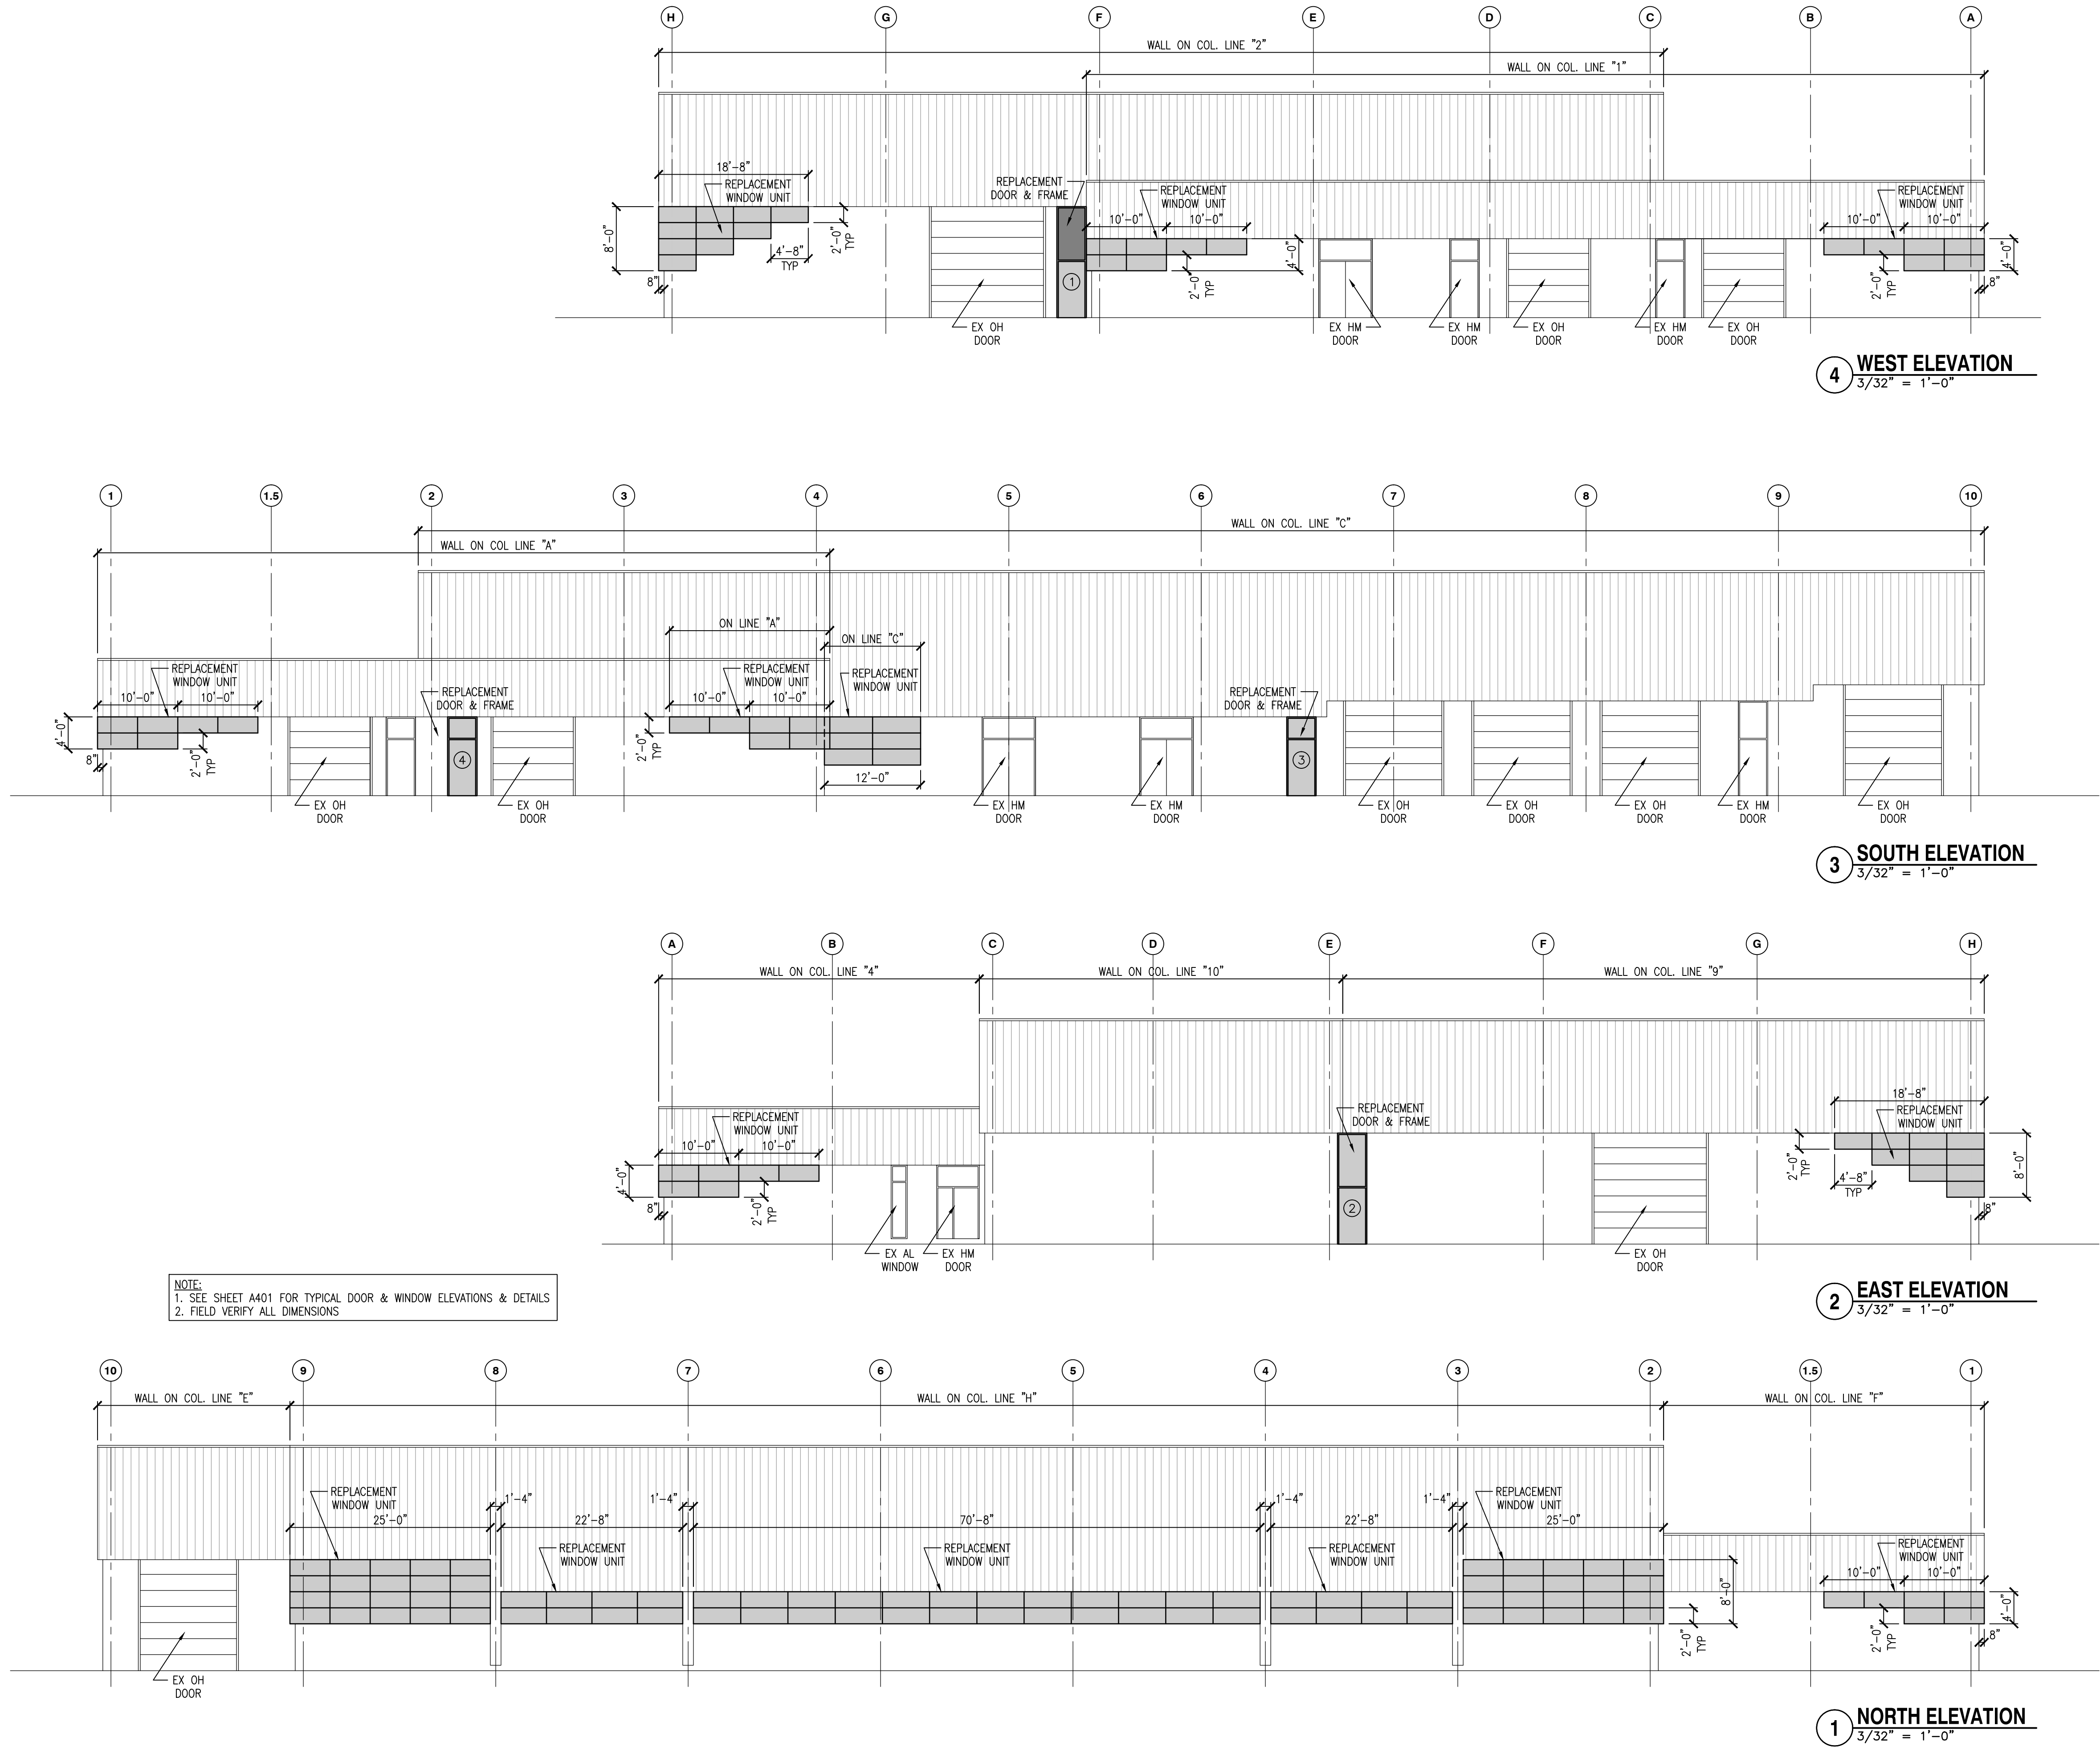 H G F E D C B A
WALL ON COL. LINE "2"
WALL ON COL. LINE "1"
18'-8"
REPLACEMENT
WINDOW UNIT
8'-0"
2'-0"
TYP
4'-8"
TYP
8"
REPLACEMENT
DOOR & FRAME
1
REPLACEMENT
WINDOW UNIT
10'-0" 10'-0"
4'-0"
2'-0"
TYP
REPLACEMENT
WINDOW UNIT
10'-0" 10'-0"
4'-0"
2'-0"
TYP
8"
EX OH
DOOR
EX HM
DOOR
EX HM
DOOR
EX OH
DOOR
EX HM
DOOR
EX OH
DOOR
4 WEST ELEVATION
3/32" = 1'-0"
1 1.5 2 3 4 5 6 7 8 9 10
WALL ON COL. LINE "C"
WALL ON COL LINE "A"
ON LINE "A"
ON LINE "C"
REPLACEMENT
WINDOW UNIT
10'-0" 10'-0"
4'-0"
8"
2'-0"
TYP
REPLACEMENT
DOOR & FRAME
4
REPLACEMENT
WINDOW UNIT
10'-0" 10'-0"
2'-0"
TYP
REPLACEMENT
WINDOW UNIT
12'-0"
REPLACEMENT
DOOR & FRAME
3
EX OH
DOOR
EX OH
DOOR
EX HM
DOOR
EX HM
DOOR
EX OH
DOOR
EX OH
DOOR
EX OH
DOOR
EX HM
DOOR
EX OH
DOOR
3 SOUTH ELEVATION
3/32" = 1'-0"
A B C D E F G H
WALL ON COL. LINE "4"
WALL ON COL. LINE "10"
WALL ON COL. LINE "9"
REPLACEMENT
WINDOW UNIT
10'-0" 10'-0"
4'-0"
8"
2'-0"
TYP
REPLACEMENT
DOOR & FRAME
2
18'-8"
REPLACEMENT
WINDOW UNIT
2'-0"
TYP
4'-8"
TYP
8'-0"
8"
EX AL
WINDOW
EX HM
DOOR
EX OH
DOOR
2 EAST ELEVATION
3/32" = 1'-0"
NOTE:
1. SEE SHEET A401 FOR TYPICAL DOOR & WINDOW ELEVATIONS & DETAILS
2. FIELD VERIFY ALL DIMENSIONS
10 9 8 7 6 5 4 3 2 1.5 1
WALL ON COL. LINE "E"
WALL ON COL. LINE "H"
WALL ON COL. LINE "F"
REPLACEMENT
WINDOW UNIT
25'-0"
1'-4"
22'-8"
REPLACEMENT
WINDOW UNIT
1'-4"
70'-8"
REPLACEMENT
WINDOW UNIT
1'-4"
22'-8"
REPLACEMENT
WINDOW UNIT
1'-4"
REPLACEMENT
WINDOW UNIT
25'-0"
8'-0"
2'-0"
TYP
REPLACEMENT
WINDOW UNIT
10'-0" 10'-0"
4'-0"
2'-0"
TYP
8"
EX OH
DOOR
1 NORTH ELEVATION
3/32" = 1'-0"